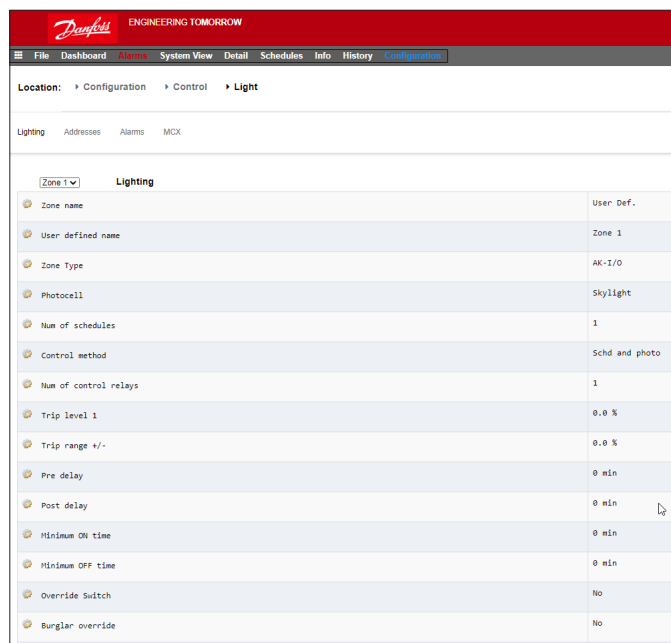 Danfoss ENGINEERING TOMORROW
File Dashboard Alarms System View Detail Schedules Info History Configuration
Location: Configuration Control Light
Lighting Addresses Alarms MCX
Zone 1 Lighting
Zone name User Def.
User defined name Zone 1
Zone Type AK-I/O
Photocell Skylight
Num of schedules 1
Control method Schd and photo
Num of control relays 1
Trip level 1 0.0 %
Trip range +/- 0.0 %
Pre delay 0 min
Post delay 0 min
Minimum ON time 0 min
Minimum OFF time 0 min
Override Switch No
Burglar override No